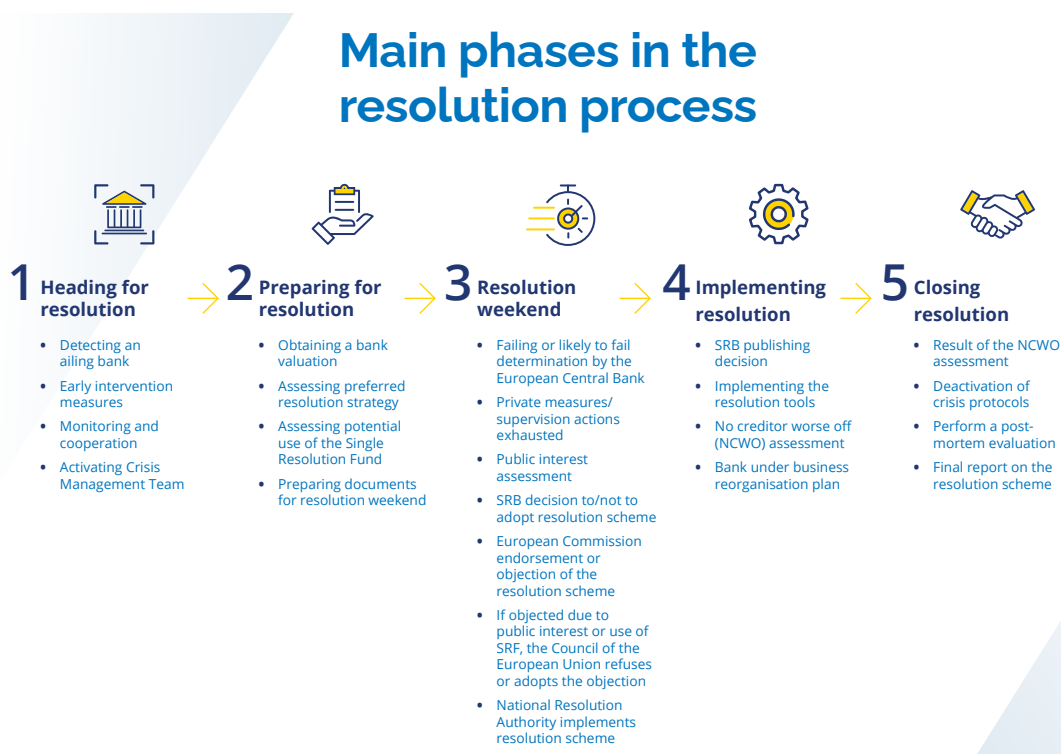 Main phases in the
resolution process
1 Heading for
resolution
• Detecting an
ailing bank
• Early intervention
measures
• Monitoring and
cooperation
• Activating Crisis
Management Team
2 Preparing for
resolution
• Obtaining a bank
valuation
• Assessing preferred
resolution strategy
• Assessing potential
use of the Single
Resolution Fund
• Preparing documents
for resolution weekend
3 Resolution
weekend
• Failing or likely to fail
determination by the
European Central Bank
• Private measures/
supervision actions
exhausted
• Public interest
assessment
• SRB decision to/not to
adopt resolution scheme
• European Commission
endorsement or
objection of the
resolution scheme
• If objected due to
public interest or use of
SRF, the Council of the
European Union refuses
or adopts the objection
• National Resolution
Authority implements
resolution scheme
4 Implementing
resolution
• SRB publishing
decision
• Implementing the
resolution tools
• No creditor worse off
(NCWO) assessment
• Bank under business
reorganisation plan
5 Closing
resolution
• Result of the NCWO
assessment
• Deactivation of
crisis protocols
• Perform a post-
mortem evaluation
• Final report on the
resolution scheme